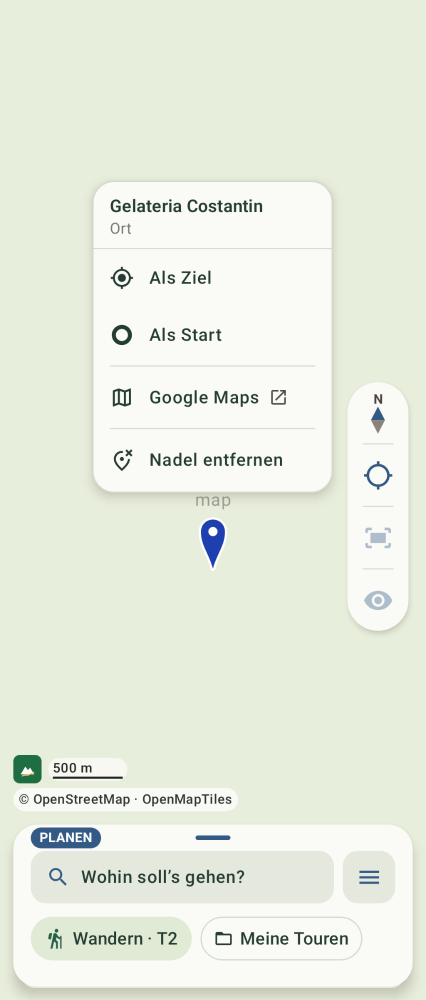 Gelateria Costantin
Ort
Als Ziel
Als Start
Google Maps
Nadel entfernen
N
map
500 m
© OpenStreetMap · OpenMapTiles
PLANEN
Wohin soll’s gehen?
Wandern · T2
Meine Touren